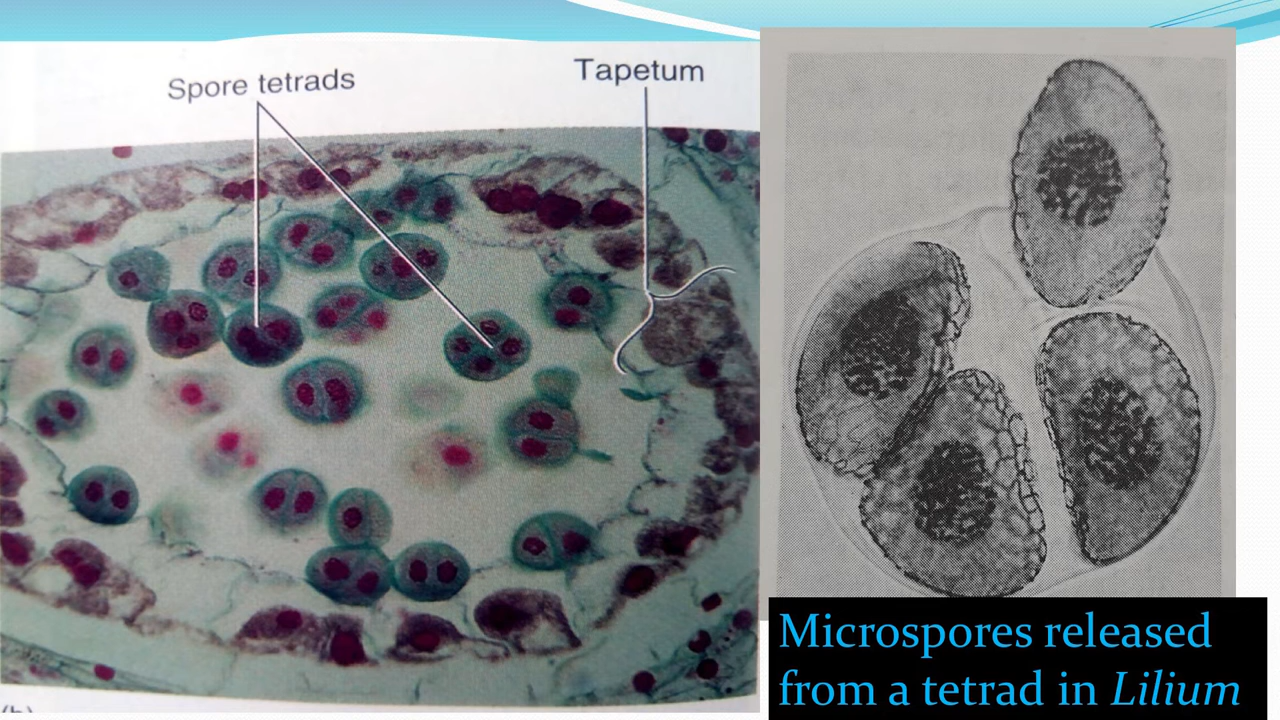 Spore tetrads
Tapetum
Microspores released
from a tetrad in Lilium